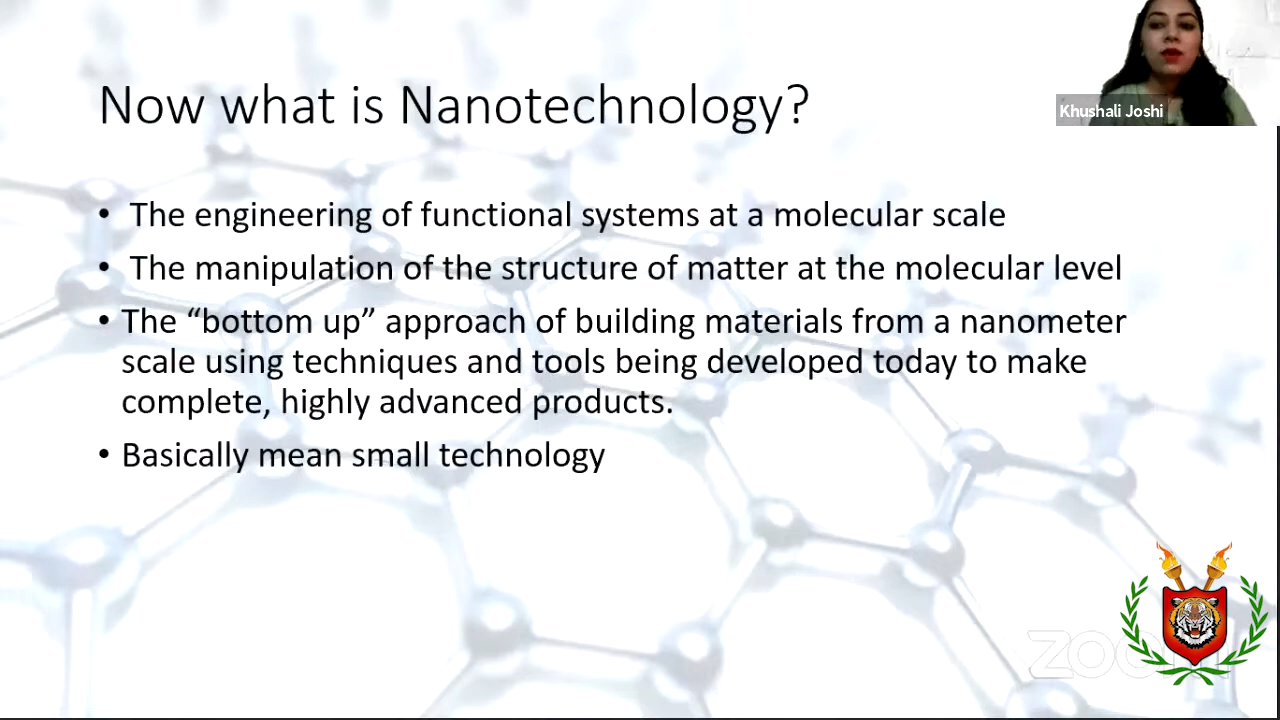 Now what is Nanotechnology?
Khushali Joshi
• The engineering of functional systems at a molecular scale
• The manipulation of the structure of matter at the molecular level
• The “bottom up” approach of building materials from a nanometer
scale using techniques and tools being developed today to make
complete, highly advanced products.
• Basically mean small technology
zoom